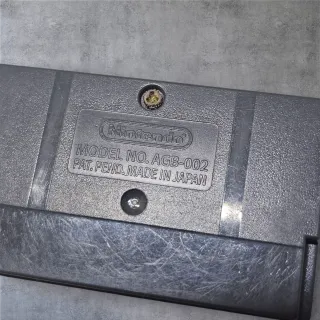 Nintendo
MODEL NO. AGB-002
PAT. PEND. MADE IN JAPAN